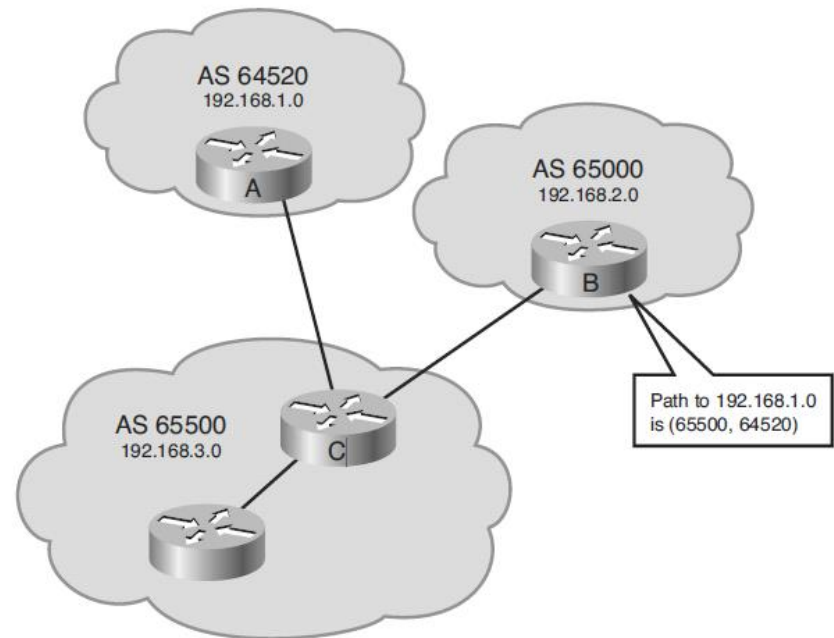 AS 64520
192.168.1.0
A
AS 65000
192.168.2.0
B
Path to 192.168.1.0
is (65500, 64520)
AS 65500
192.168.3.0
C